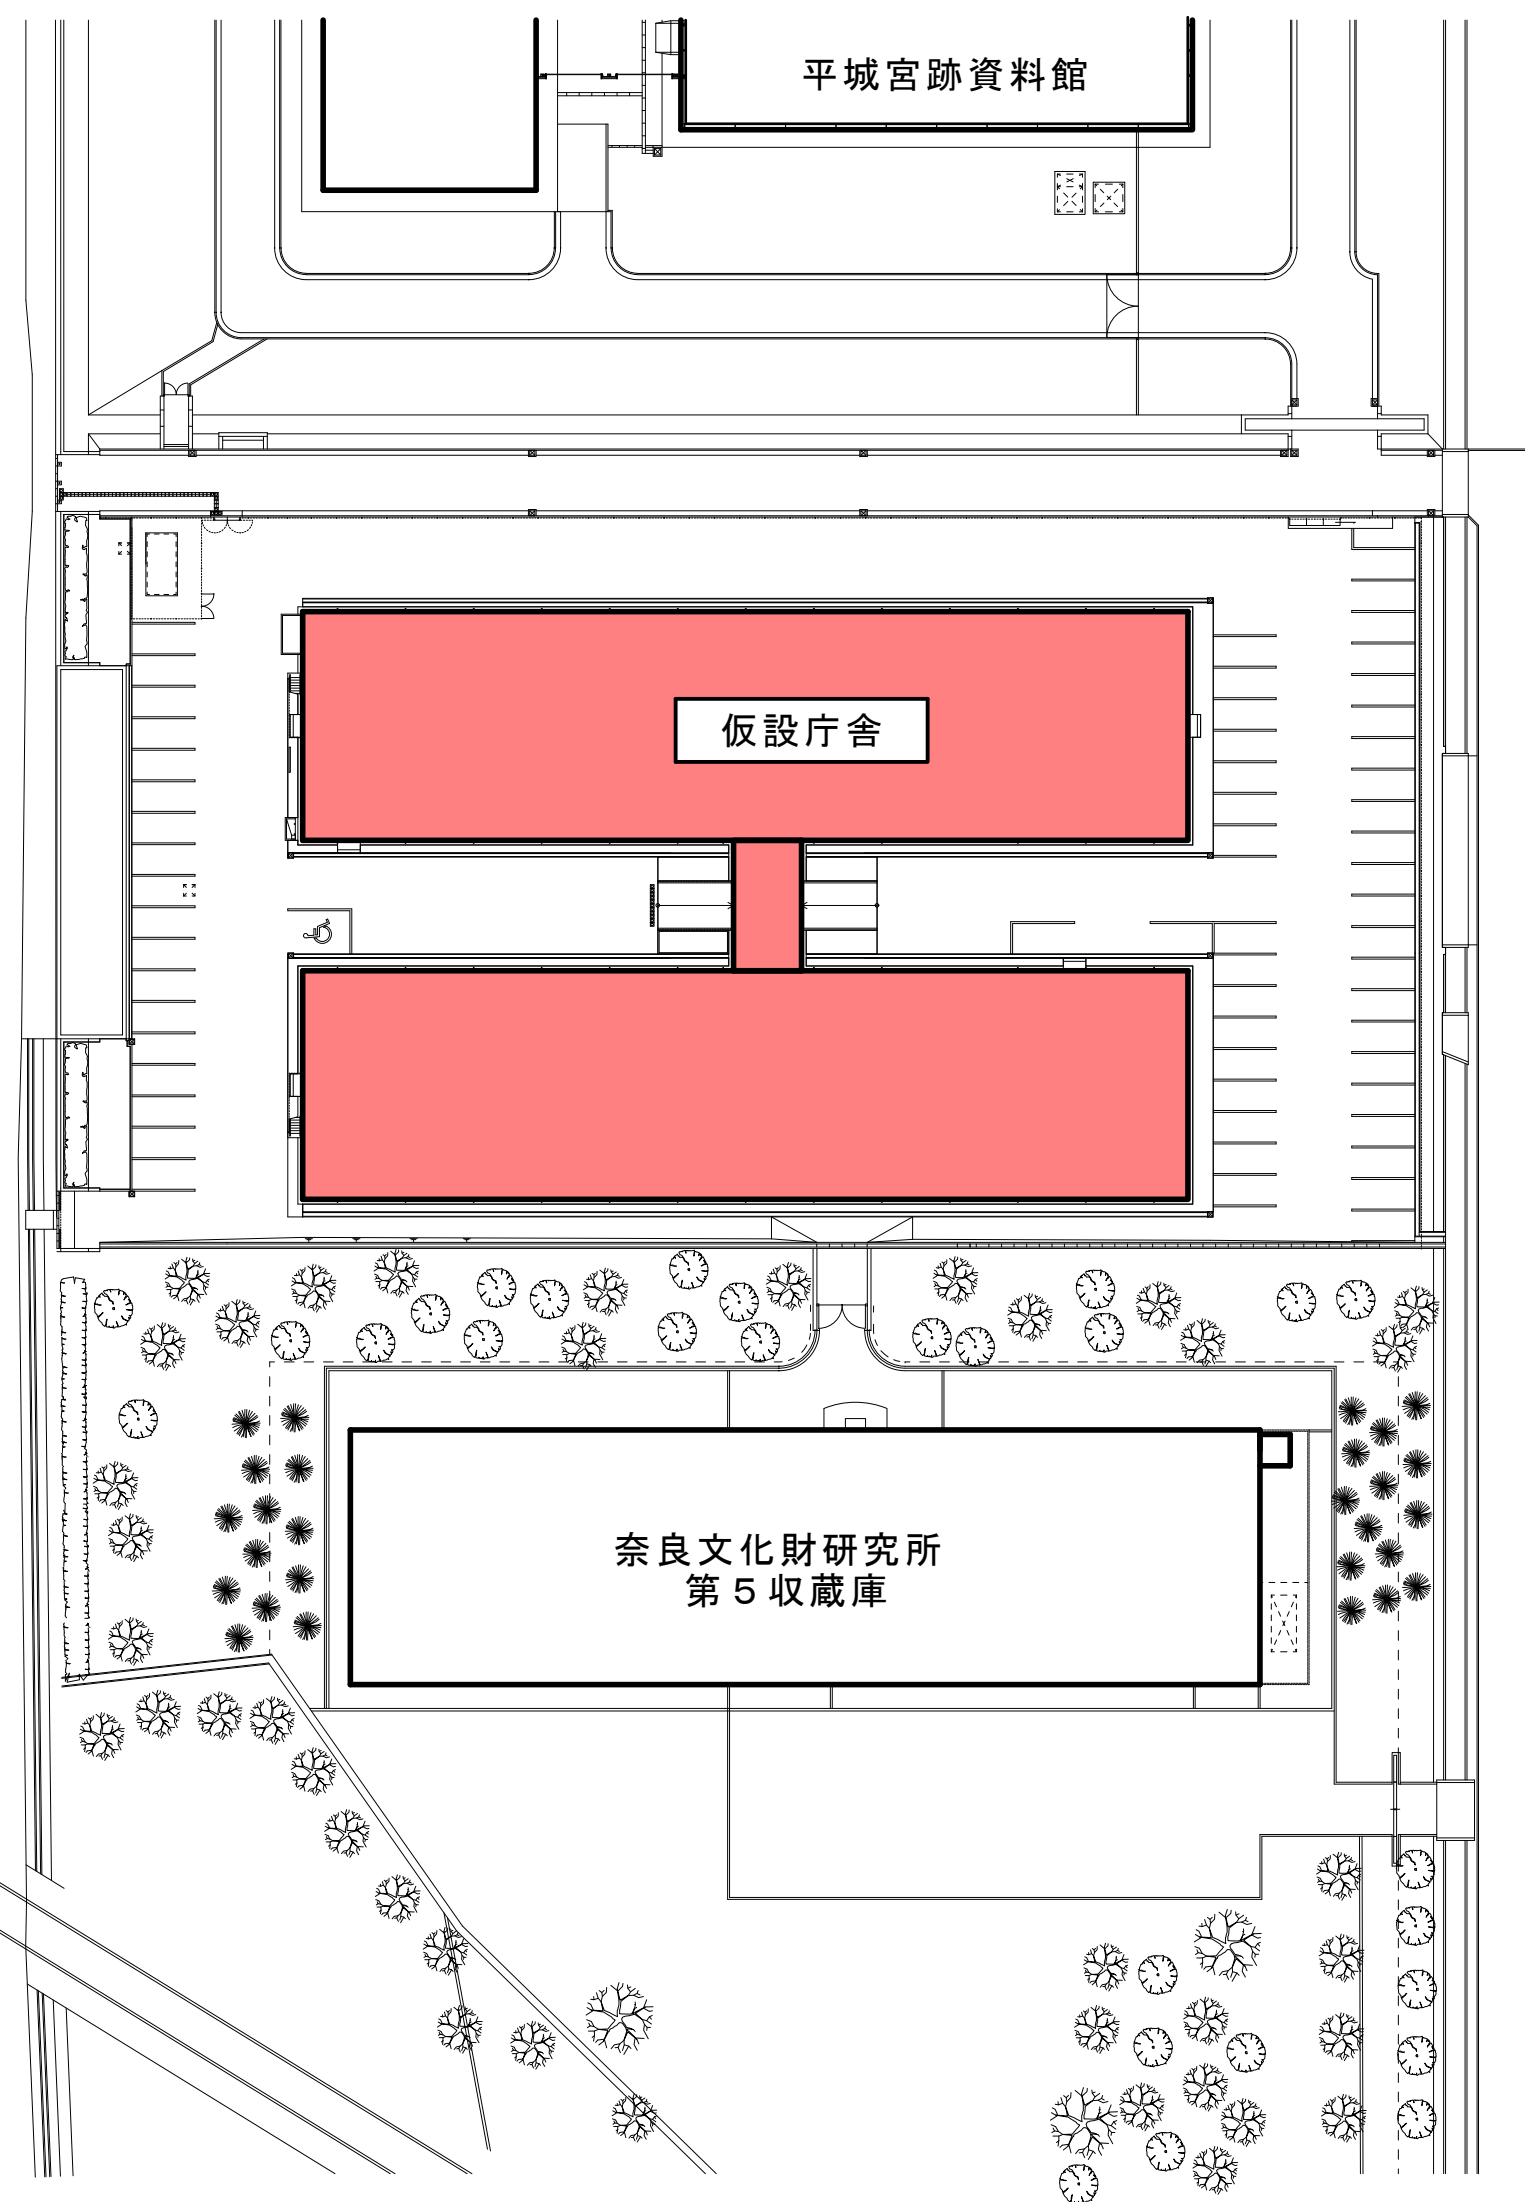 平城宮跡資料館
仮設庁舎
奈良文化財研究所
第５収蔵庫